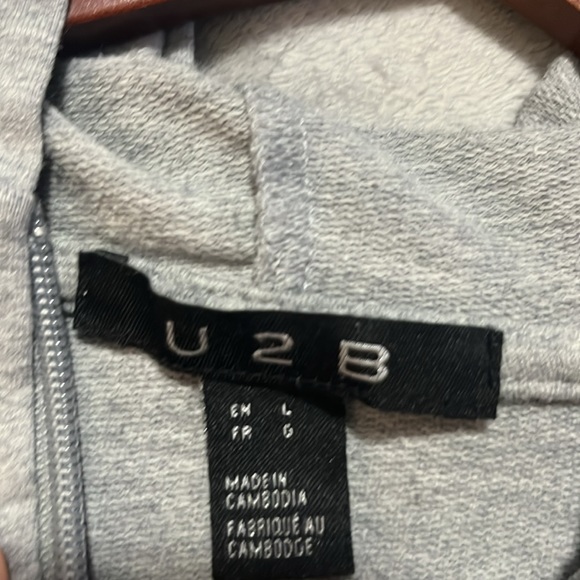 U2B
EN L
FR G
MADE IN
CAMBODIA
FABRIQUÉ AU
CAMBODGE